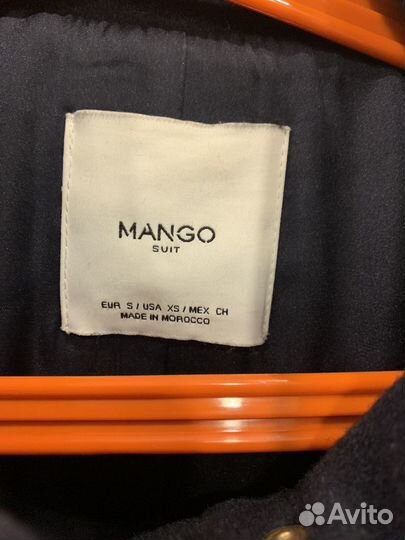 MANGO
SUIT
EUR S / USA XS / MEX CH
MADE IN MOROCCO
Avito